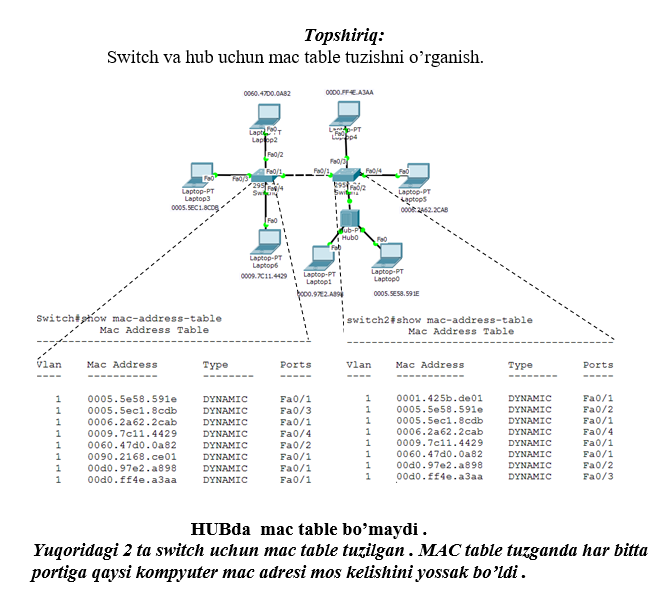 Topshiriq:
Switch va hub uchun mac table tuzishni o’rganish.
0060.47D0.0A82
00D0.FF4E.A3AA
Fa0
Laptop2
Fa0/2
Fa0/3
Fa0
Fa0/3
Fa0/1
Fa0/1
Fa0/4
Fa0
Laptop-PT
Laptop3
0005.5EC1.8CDB
Fa0/4
Fa0/2
Laptop-PT
Laptop5
0006.2A62.2CAB
Fa0
Hub0
Laptop-PT
Laptop6
0009.7C11.4429
Fa0
Laptop-PT
Laptop1
00D0.97E2.A898
Fa0
Laptop-PT
Laptop0
0005.5E58.591E
Switch#show mac-address-table
Mac Address Table
Vlan Mac Address Type Ports
1 0005.5e58.591e DYNAMIC Fa0/1
1 0005.5ec1.8cdb DYNAMIC Fa0/3
1 0006.2a62.2cab DYNAMIC Fa0/1
1 0009.7c11.4429 DYNAMIC Fa0/4
1 0060.47d0.0a82 DYNAMIC Fa0/2
1 0090.2168.ce01 DYNAMIC Fa0/1
1 00d0.97e2.a898 DYNAMIC Fa0/1
1 00d0.ff4e.a3aa DYNAMIC Fa0/1
switch2#show mac-address-table
Mac Address Table
Vlan Mac Address Type Ports
1 0001.425b.de01 DYNAMIC Fa0/1
1 0005.5e58.591e DYNAMIC Fa0/2
1 0005.5ec1.8cdb DYNAMIC Fa0/1
1 0006.2a62.2cab DYNAMIC Fa0/4
1 0009.7c11.4429 DYNAMIC Fa0/1
1 0060.47d0.0a82 DYNAMIC Fa0/1
1 00d0.97e2.a898 DYNAMIC Fa0/2
1 00d0.ff4e.a3aa DYNAMIC Fa0/3
HUBda mac table bo’maydi .
Yuqoridagi 2 ta switch uchun mac table tuzilgan . MAC table tuzganda har bitta
portiga qaysi kompyuter mac adresi mos kelishini yossak bo’ldi .